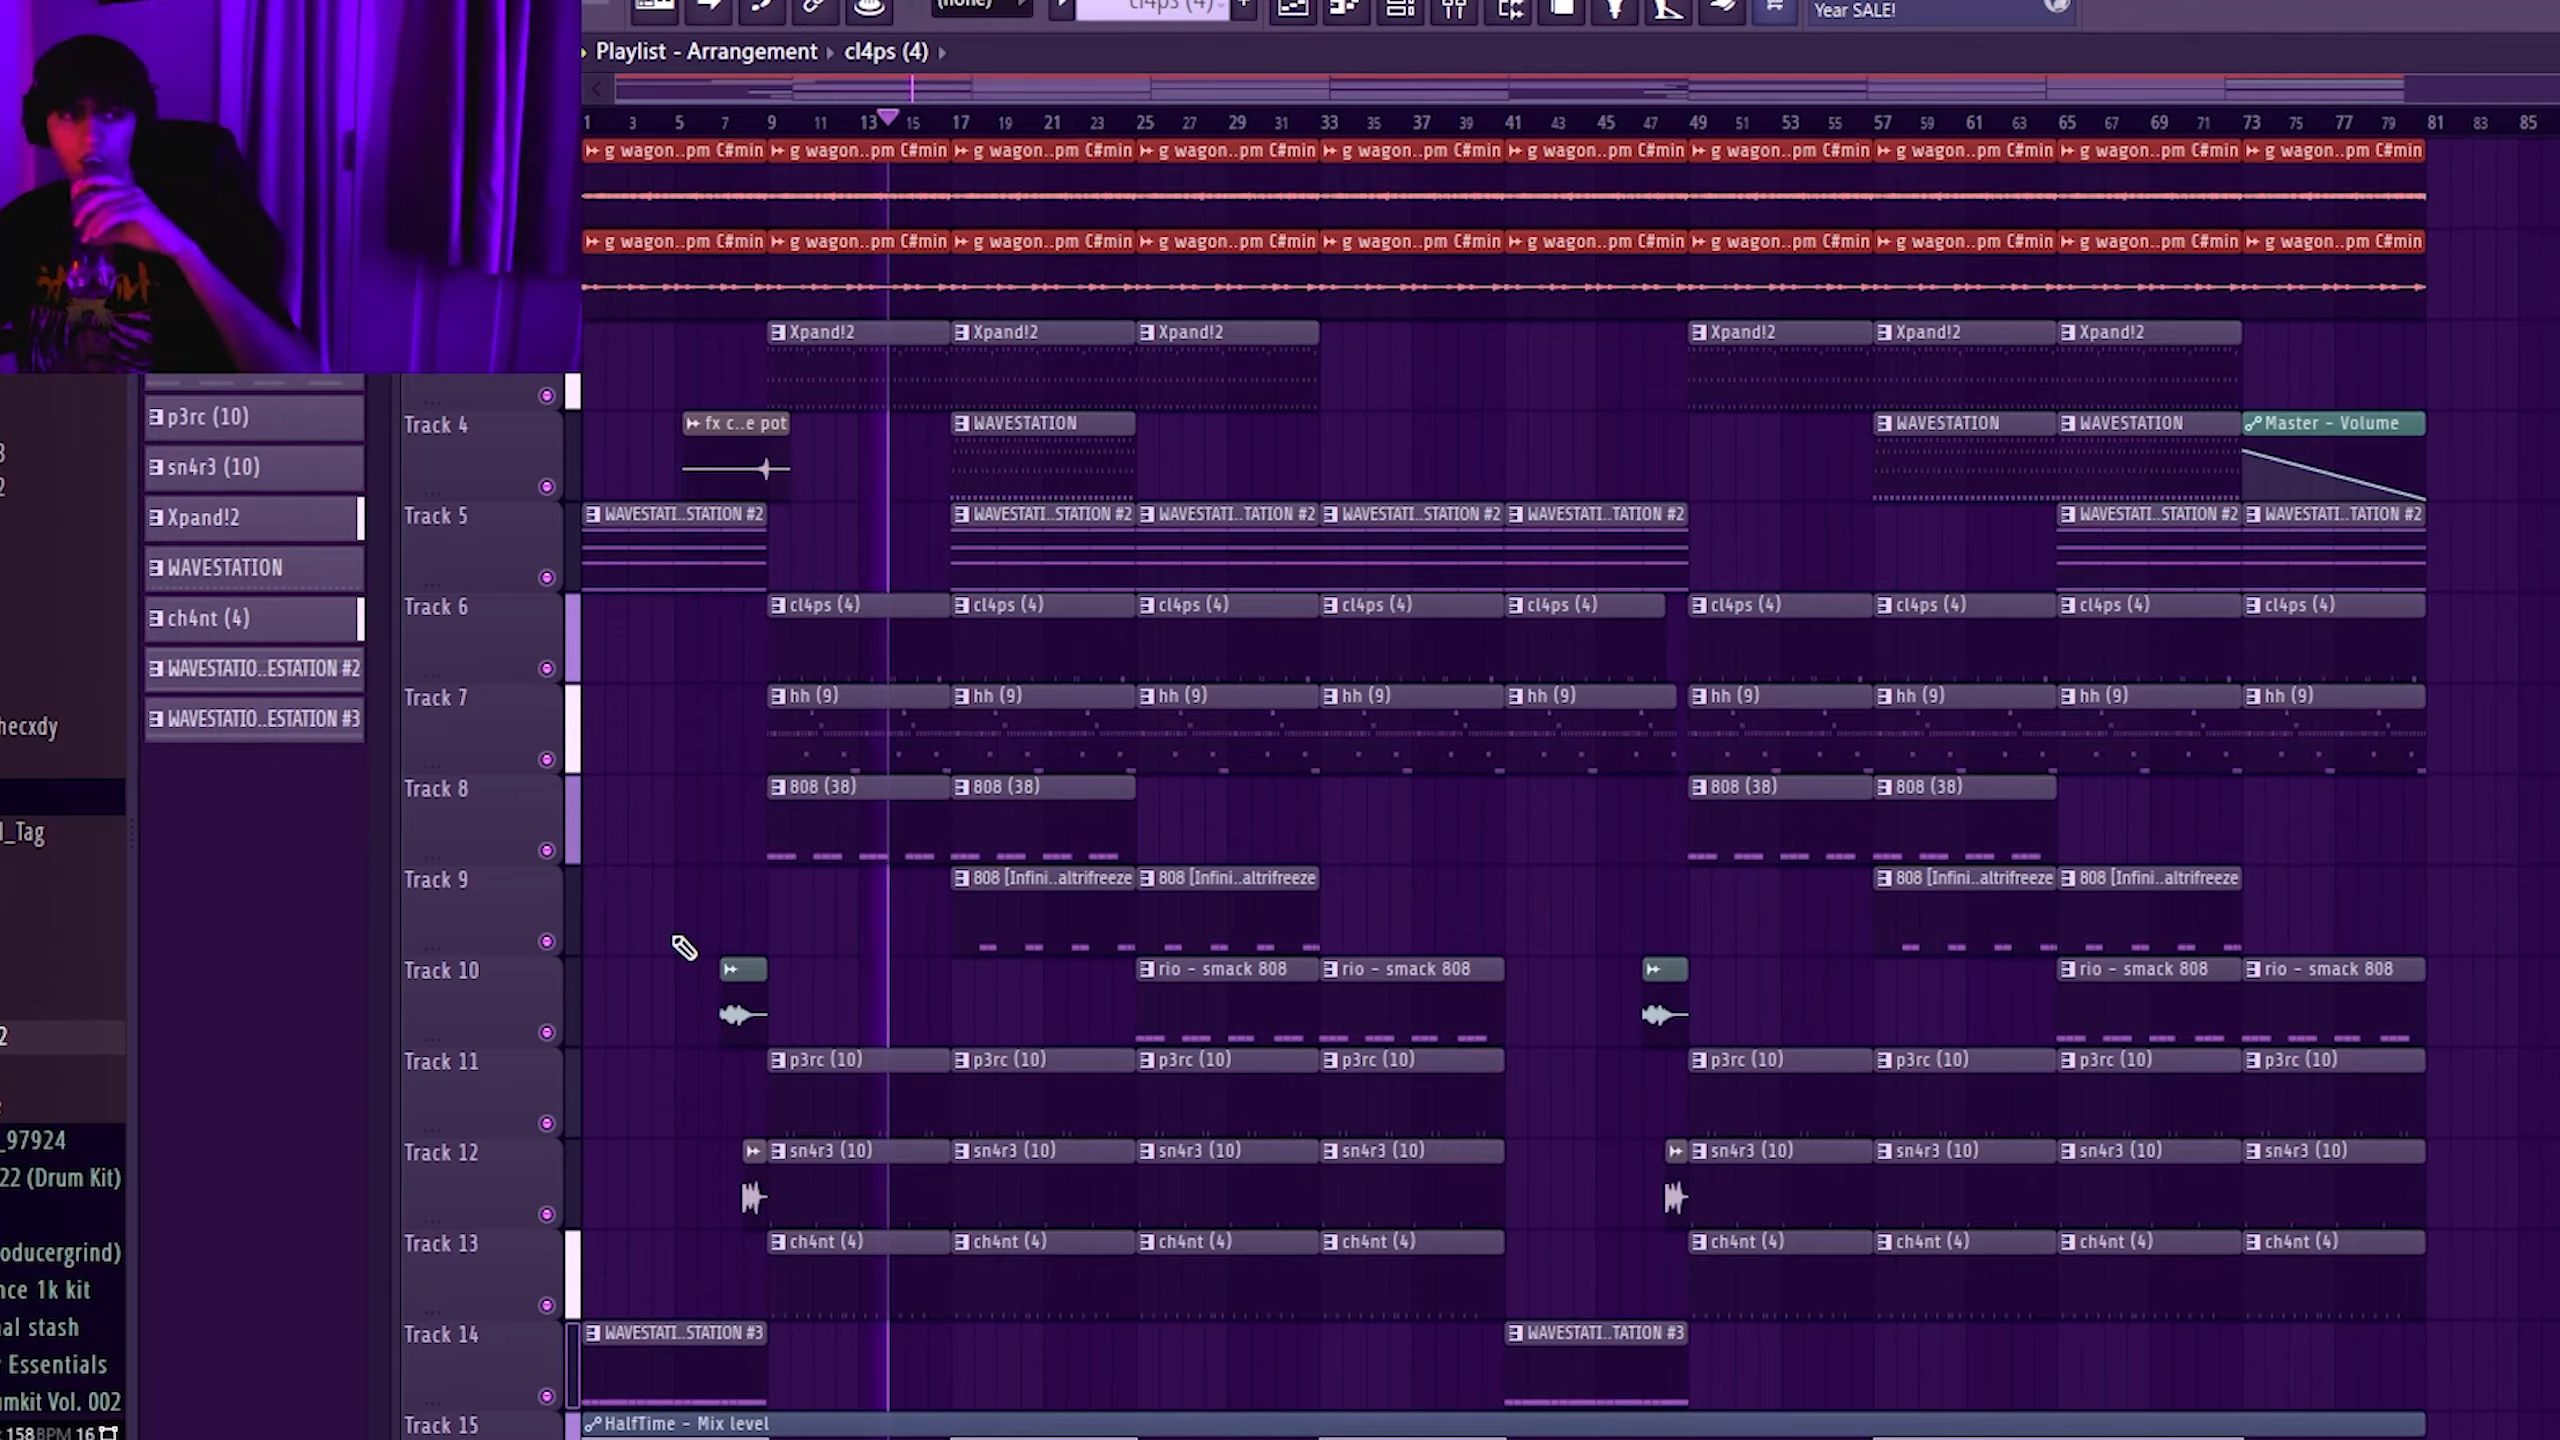 (none)
cl4ps (4)
Year SALE!
Playlist - Arrangement cl4ps (4)
1 3 5 7 9 11 13 15 17 19 21 23 25 27 29 31 33 35 37 39 41 43 45 47 49 51 53 55 57 59 61 63 65 67 69 71 73 75 77 79 81 83 85
g wagon..pm C#min g wagon..pm C#min g wagon..pm C#min g wagon..pm C#min g wagon..pm C#min g wagon..pm C#min g wagon..pm C#min g wagon..pm C#min g wagon..pm C#min g wagon..pm C#min
g wagon..pm C#min g wagon..pm C#min g wagon..pm C#min g wagon..pm C#min g wagon..pm C#min g wagon..pm C#min g wagon..pm C#min g wagon..pm C#min g wagon..pm C#min g wagon..pm C#min
Xpand!2 Xpand!2 Xpand!2 Xpand!2 Xpand!2 Xpand!2
p3rc (10)
sn4r3 (10)
Xpand!2
WAVESTATION
ch4nt (4)
WAVESTATIO..ESTATION #2
WAVESTATIO..ESTATION #3
Track 4 fx c..e pot WAVESTATION WAVESTATION WAVESTATION Master - Volume
Track 5 WAVESTATI..STATION #2 WAVESTATI..STATION #2 WAVESTATI..TATION #2 WAVESTATI..STATION #2 WAVESTATI..TATION #2 WAVESTATI..STATION #2 WAVESTATI..TATION #2
Track 6 cl4ps (4) cl4ps (4) cl4ps (4) cl4ps (4) cl4ps (4) cl4ps (4) cl4ps (4) cl4ps (4) cl4ps (4)
Track 7 hh (9) hh (9) hh (9) hh (9) hh (9) hh (9) hh (9) hh (9) hh (9)
Track 8 808 (38) 808 (38) 808 (38) 808 (38)
Track 9 808 [Infini..altrifreeze 808 [Infini..altrifreeze 808 [Infini..altrifreeze 808 [Infini..altrifreeze
Track 10 rio - smack 808 rio - smack 808 rio - smack 808 rio - smack 808
Track 11 p3rc (10) p3rc (10) p3rc (10) p3rc (10) p3rc (10) p3rc (10) p3rc (10) p3rc (10)
Track 12 sn4r3 (10) sn4r3 (10) sn4r3 (10) sn4r3 (10) sn4r3 (10) sn4r3 (10) sn4r3 (10) sn4r3 (10)
Track 13 ch4nt (4) ch4nt (4) ch4nt (4) ch4nt (4) ch4nt (4) ch4nt (4) ch4nt (4) ch4nt (4)
Track 14 WAVESTATI..STATION #3 WAVESTATI..TATION #3
Track 15 HalfTime - Mix level
3
2
hecxdy
l_Tag
2
_97924
22 (Drum Kit)
oducergrind)
nce 1k kit
al stash
Essentials
umkit Vol. 002
158BPM 16